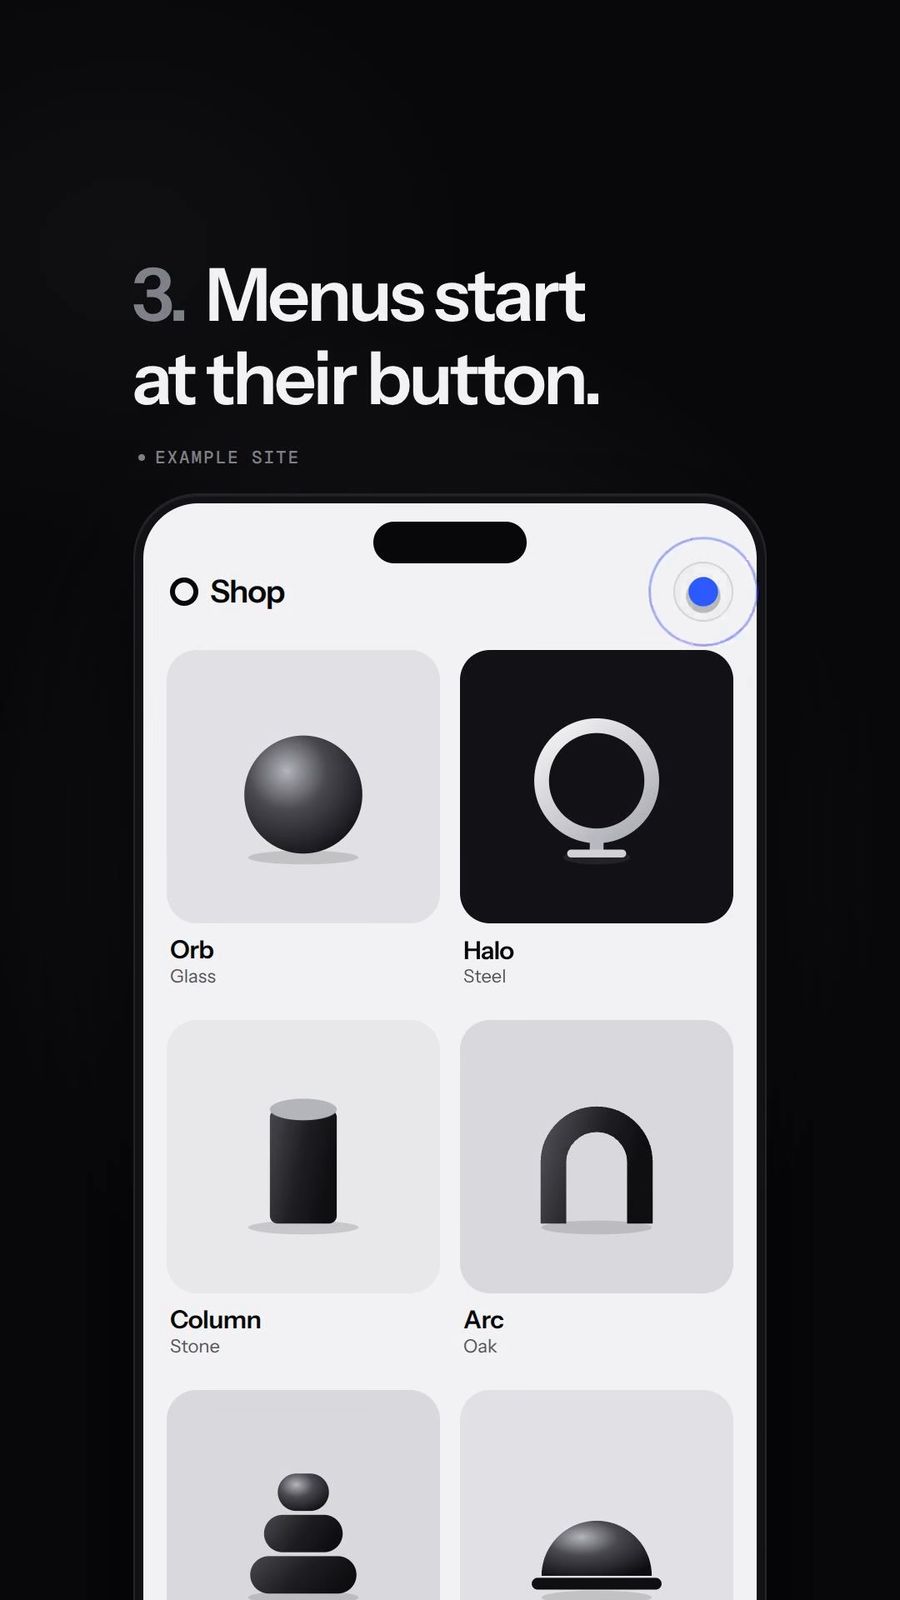 3. Menus start
at their button.
• EXAMPLE SITE
Shop
Orb
Glass
Halo
Steel
Column
Stone
Arc
Oak